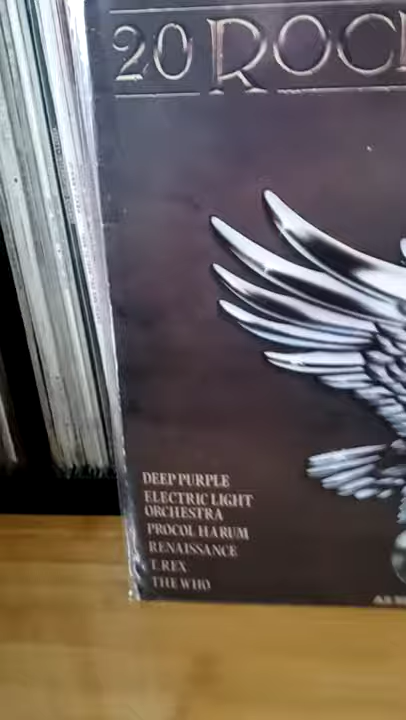 20 ROC
DEEP PURPLE
ELECTRIC LIGHT
ORCHESTRA
PROCOL HARUM
RENAISSANCE
T. REX
THE WHO